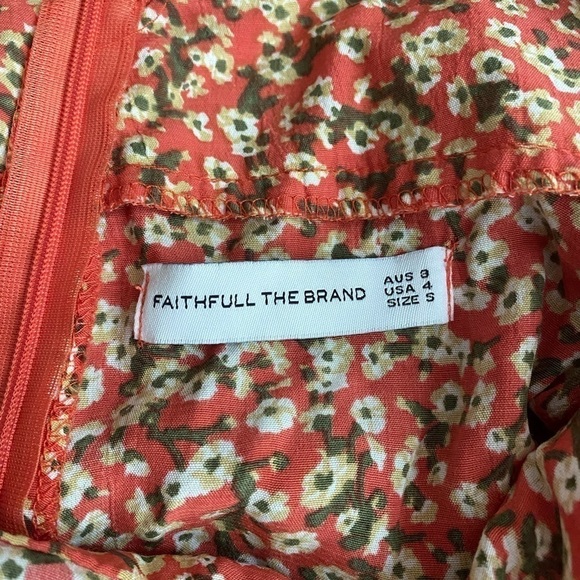 FAITHFULL THE BRAND
AUS 8
USA 4
SIZE S